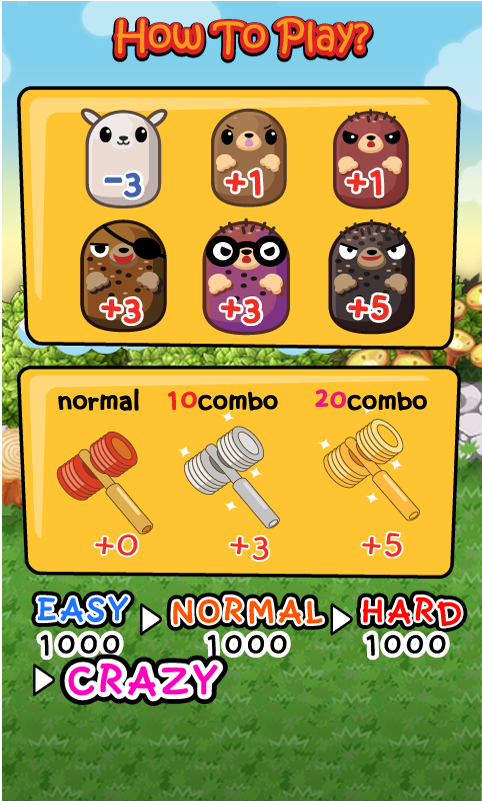 How To Play?
-3 +1 +1
+3 +3 +5
normal 10combo 20combo
+0 +3 +5
EASY NORMAL HARD
1000 1000 1000
CRAZY